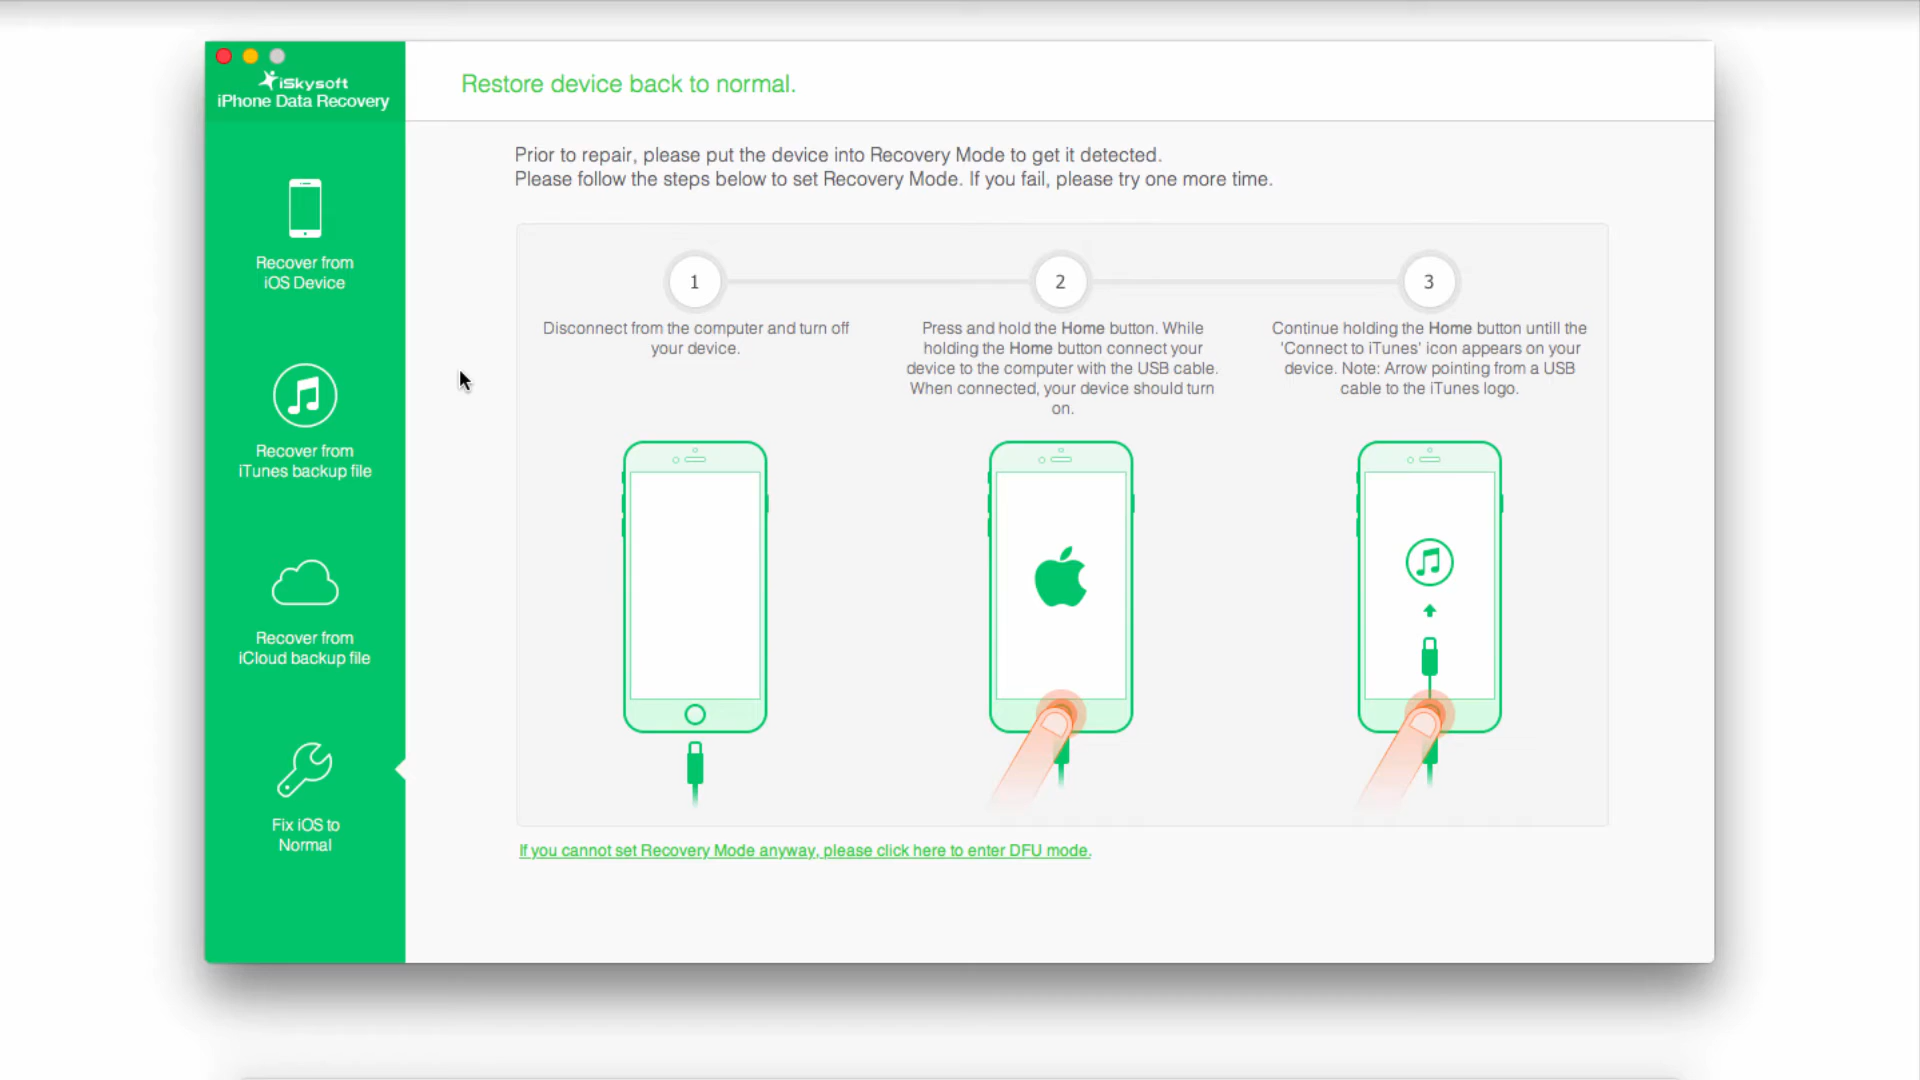 iSkysoft
iPhone Data Recovery
Restore device back to normal.
Recover from
iOS Device
Recover from
iTunes backup file
Recover from
iCloud backup file
Fix iOS to
Normal
Prior to repair, please put the device into Recovery Mode to get it detected.
Please follow the steps below to set Recovery Mode. If you fail, please try one more time.
1
Disconnect from the computer and turn off
your device.
2
Press and hold the Home button. While
holding the Home button connect your
device to the computer with the USB cable.
When connected, your device should turn
on.
3
Continue holding the Home button untill the
'Connect to iTunes' icon appears on your
device. Note: Arrow pointing from a USB
cable to the iTunes logo.
If you cannot set Recovery Mode anyway, please click here to enter DFU mode.